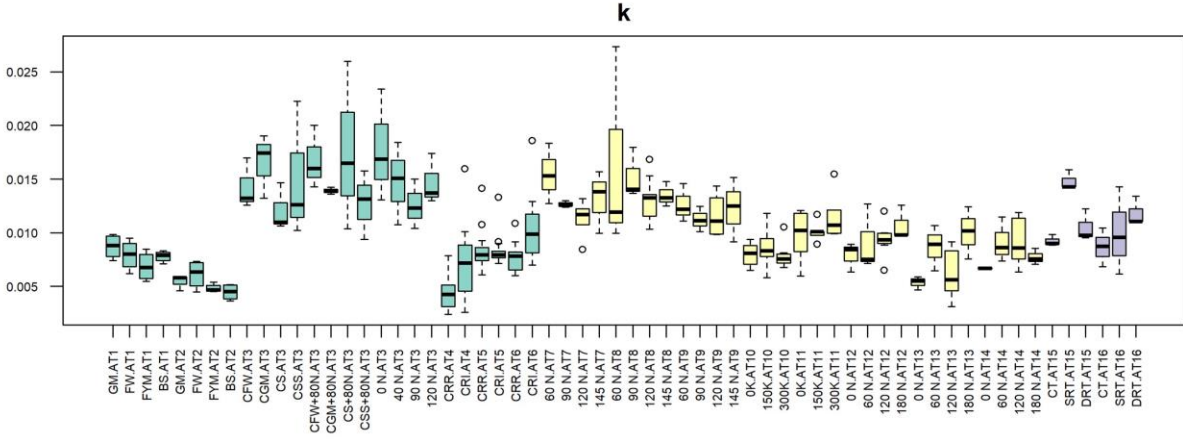 k
0.025
0.020
0.015
0.010
0.005
GM.AT1
FW.AT1
FYM.AT1
BS.AT1
GM.AT2
FW.AT2
FYM.AT2
BS.AT2
CFW.AT3
CGM.AT3
CS.AT3
CSS.AT3
CFW+80N.AT3
CGM+80N.AT3
CS+80N.AT3
CSS+80N.AT3
0 N.AT3
40 N.AT3
90 N.AT3
120 N.AT3
CRR.AT4
CRI.AT4
CRR.AT5
CRI.AT5
CRR.AT6
CRI.AT6
60 N.AT7
90 N.AT7
120 N.AT7
145 N.AT7
60 N.AT8
90 N.AT8
120 N.AT8
145 N.AT8
60 N.AT9
90 N.AT9
120 N.AT9
145 N.AT9
0K.AT10
150K.AT10
300K.AT10
0K.AT11
150K.AT11
300K.AT11
0 N.AT12
60 N.AT12
120 N.AT12
180 N.AT12
0 N.AT13
60 N.AT13
120 N.AT13
180 N.AT13
0 N.AT14
60 N.AT14
120 N.AT14
180 N.AT14
CT.AT15
SRT.AT15
DRT.AT15
CT.AT16
SRT.AT16
DRT.AT16